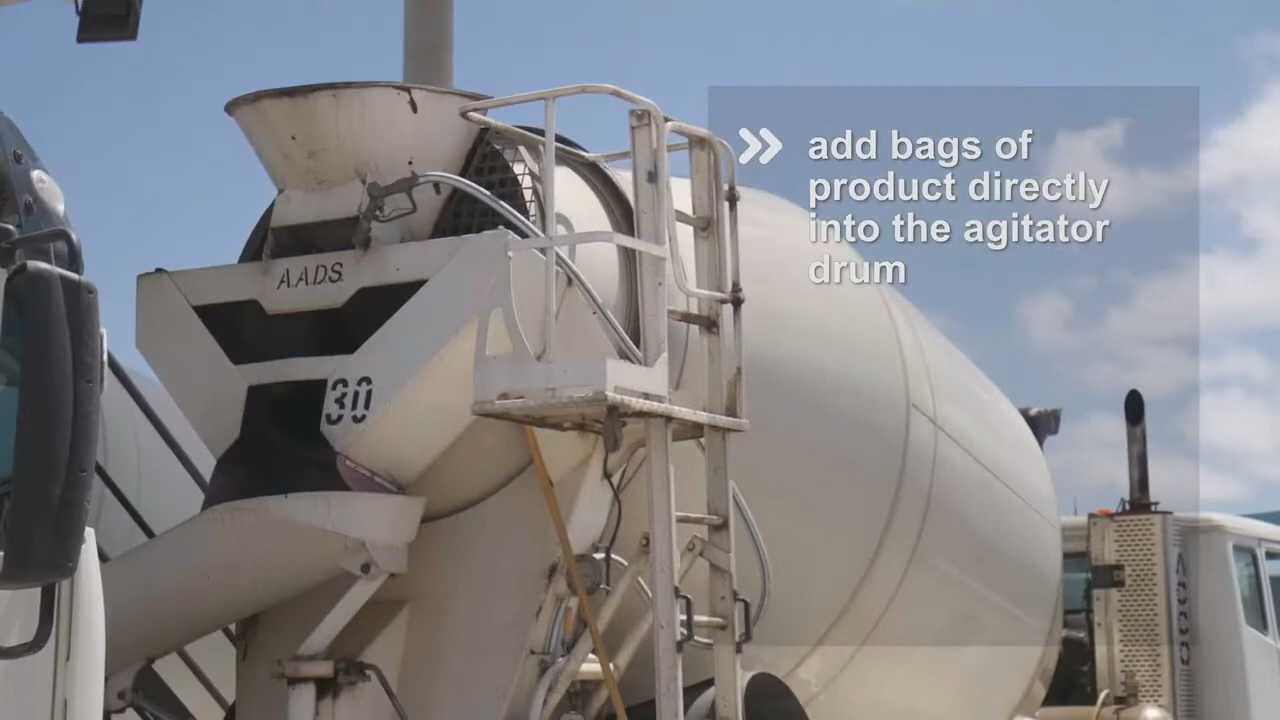 add bags of
product directly
into the agitator
drum
A.A.D.S.
30